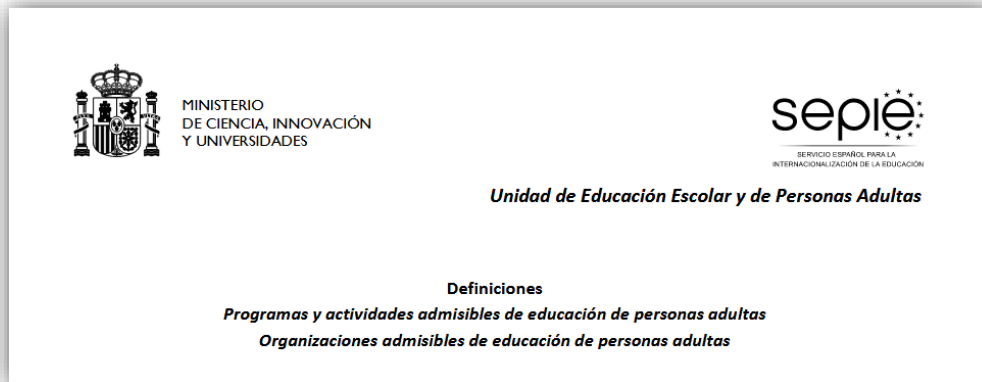 MINISTERIO
DE CIENCIA, INNOVACIÓN
Y UNIVERSIDADES
sepie
SERVICIO ESPAÑOL PARA LA
INTERNACIONALIZACIÓN DE LA EDUCACIÓN
Unidad de Educación Escolar y de Personas Adultas
Definiciones
Programas y actividades admisibles de educación de personas adultas
Organizaciones admisibles de educación de personas adultas